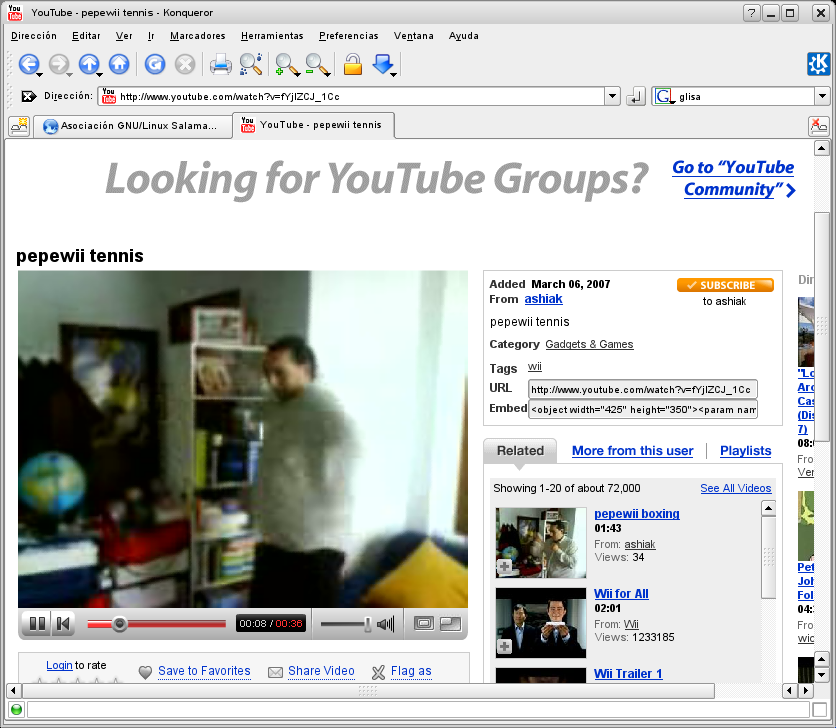 YouTube - pepewii tennis - Konqueror
Dirección Editar Ver Ir Marcadores Herramientas Preferencias Ventana Ayuda
Dirección: You Tube http://www.youtube.com/watch?v=fYjIZCJ_1Cc glisa
Asociación GNU/Linux Salama... You Tube YouTube - pepewii tennis
Looking for YouTube Groups? Go to “YouTube
Community”
pepewii tennis
Added March 06, 2007 SUBSCRIBE
From ashiak to ashiak
pepewii tennis
Category Gadgets & Games
Tags wii
URL http://www.youtube.com/watch?v=fYjIZCJ_1Cc
Embed <object width="425" height="350"><param nam
Related More from this user Playlists
Showing 1-20 of about 72,000 See All Videos
pepewii boxing
01:43
From: ashiak
Views: 34
Wii for All
02:01
From: Wii
Views: 1233185
Wii Trailer 1
00:08 / 00:36
Login to rate Save to Favorites Share Video Flag as
Dir
"Lo
Arc
Cas
(Dis
7)
08:
Fro
Ver
Pet
Joh
Fol
04:
Fro
wic